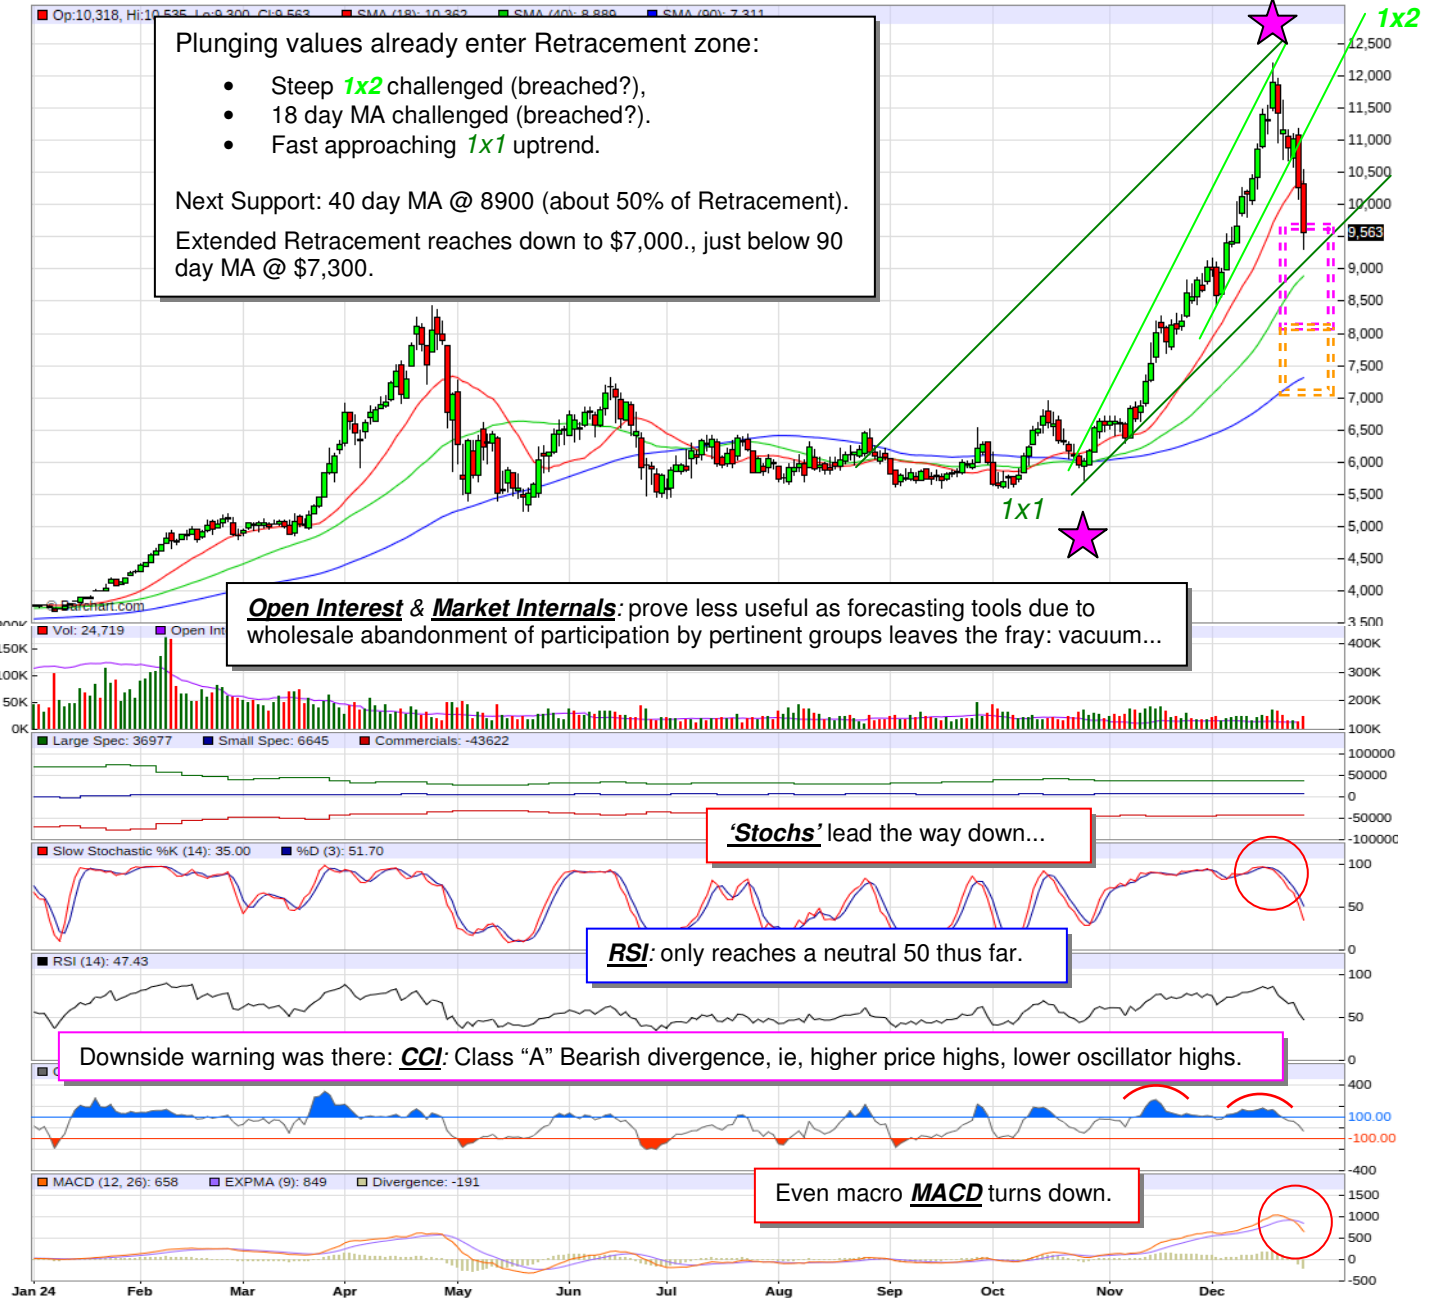 Op:10,318, Hi:10,535, Lo:9,300, Cl:9,563 SMA (18): 10,362 SMA (40): 8,889 SMA (90): 7,311
1x2
Plunging values already enter Retracement zone:
• Steep 1x2 challenged (breached?),
• 18 day MA challenged (breached?).
• Fast approaching 1x1 uptrend.
Next Support: 40 day MA @ 8900 (about 50% of Retracement).
Extended Retracement reaches down to $7,000., just below 90
day MA @ $7,300.
12,500
12,000
11,500
11,000
10,500
10,000
9,563
9,000
8,500
8,000
7,500
7,000
6,500
6,000
5,500
5,000
4,500
4,000
3,500
1x1
© Barchart.com
Open Interest & Market Internals: prove less useful as forecasting tools due to
wholesale abandonment of participation by pertinent groups leaves the fray: vacuum...
Vol: 24,719 Open Int
150K
100K
50K
0K
400K
300K
200K
100K
Large Spec: 36977 Small Spec: 6645 Commercials: -43622
100000
50000
0
-50000
-100000
'Stochs' lead the way down...
Slow Stochastic %K (14): 35.00 %D (3): 51.70
100
50
0
RSI: only reaches a neutral 50 thus far.
RSI (14): 47.43
100
50
0
Downside warning was there: CCI: Class “A” Bearish divergence, ie, higher price highs, lower oscillator highs.
400
100.00
-100.00
-400
MACD (12, 26): 658 EXPMA (9): 849 Divergence: -191
Even macro MACD turns down.
1500
1000
500
0
-500
Jan 24 Feb Mar Apr May Jun Jul Aug Sep Oct Nov Dec